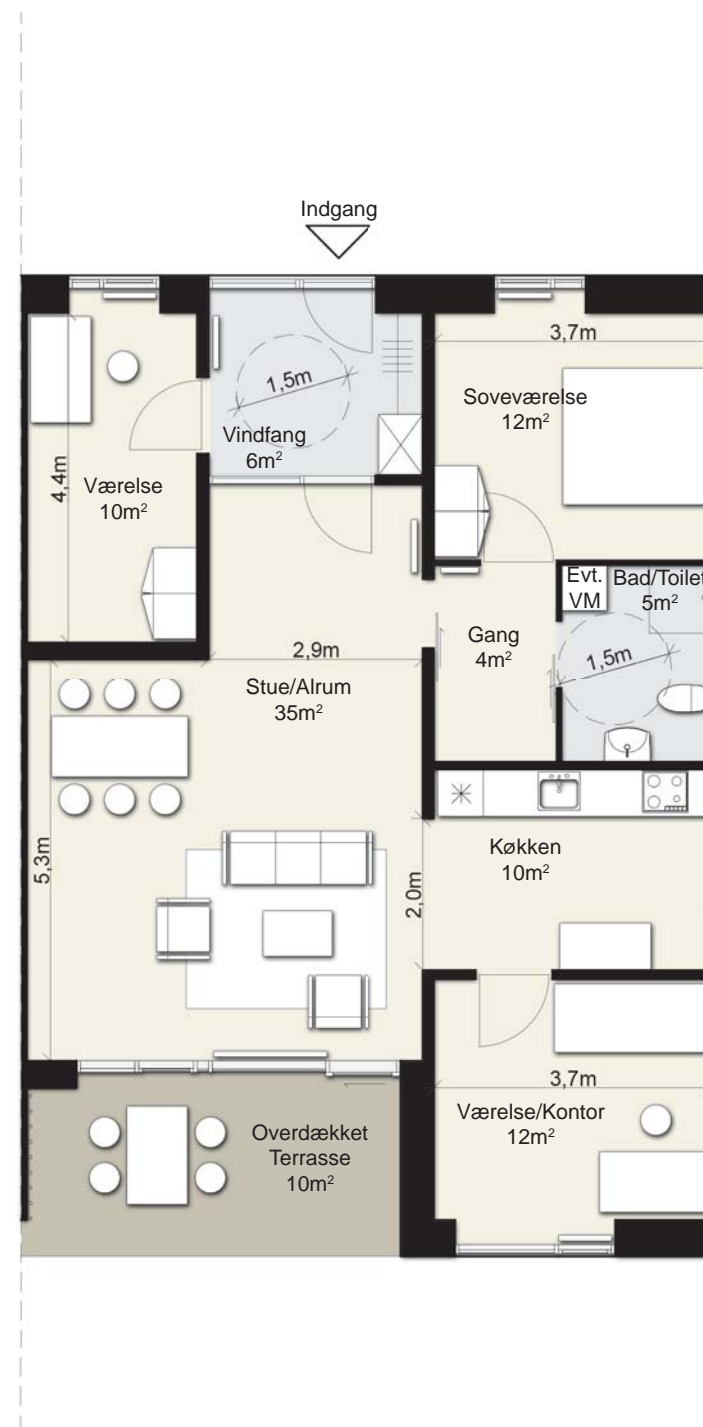 Indgang
3,7m
1,5m
Soveværelse
12m²
Vindfang
6m²
4,4m
Værelse
10m²
Evt.
VM
Bad/Toilet
5m²
Gang
4m²
1,5m
2,9m
Stue/Alrum
35m²
5,3m
Køkken
10m²
2,0m
3,7m
Værelse/Kontor
12m²
Overdækket
Terrasse
10m²